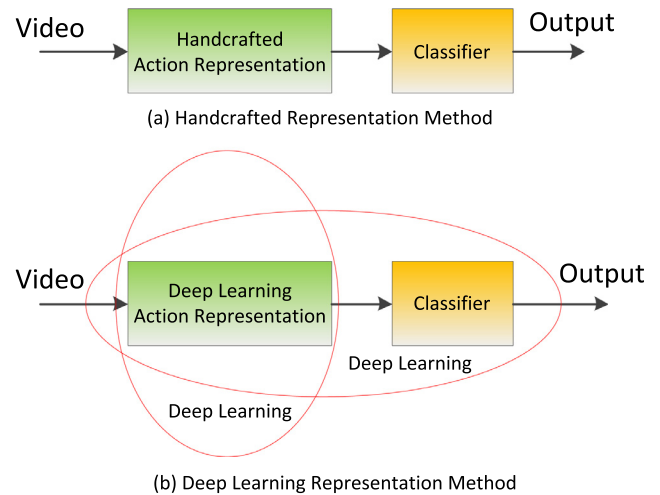 Video
Output
Handcrafted
Action Representation
Classifier
(a) Handcrafted Representation Method
Video
Output
Deep Learning
Action Representation
Classifier
Deep Learning
Deep Learning
(b) Deep Learning Representation Method